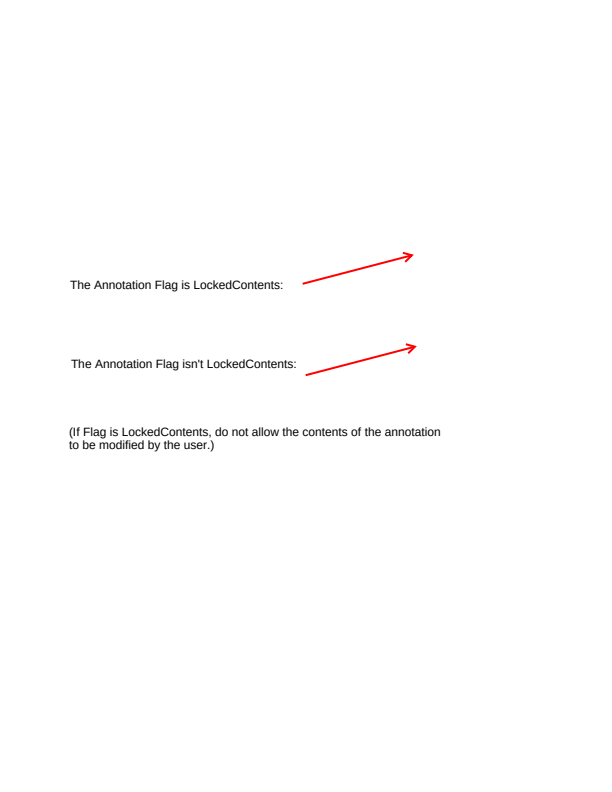 The Annotation Flag is LockedContents:
The Annotation Flag isn't LockedContents:
(If Flag is LockedContents, do not allow the contents of the annotation
to be modified by the user.)